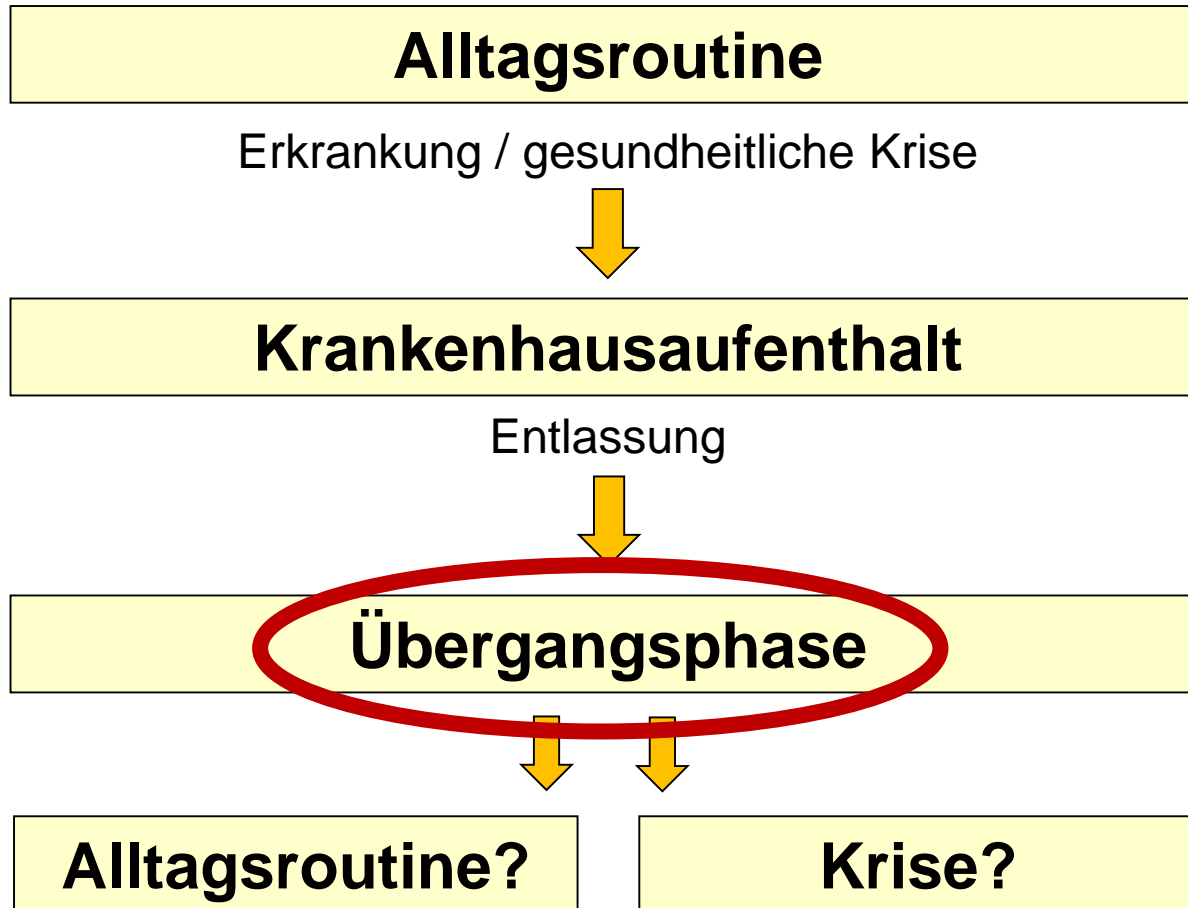 Alltagsroutine
Erkrankung / gesundheitliche Krise
Krankenhausaufenthalt
Entlassung
Übergangsphase
Alltagsroutine? Krise?